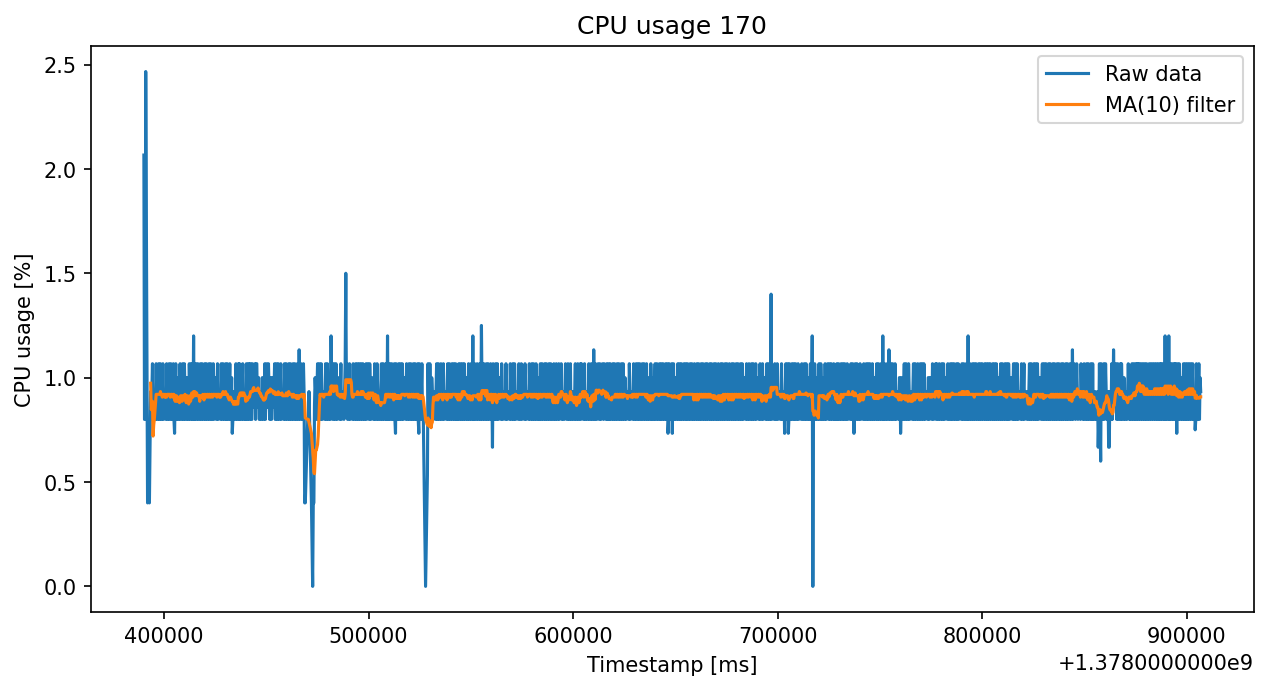 CPU usage 170
Raw data
MA(10) filter
CPU usage [%]
2.5
2.0
1.5
1.0
0.5
0.0
400000 500000 600000 700000 800000 900000
Timestamp [ms]
+1.3780000000e9